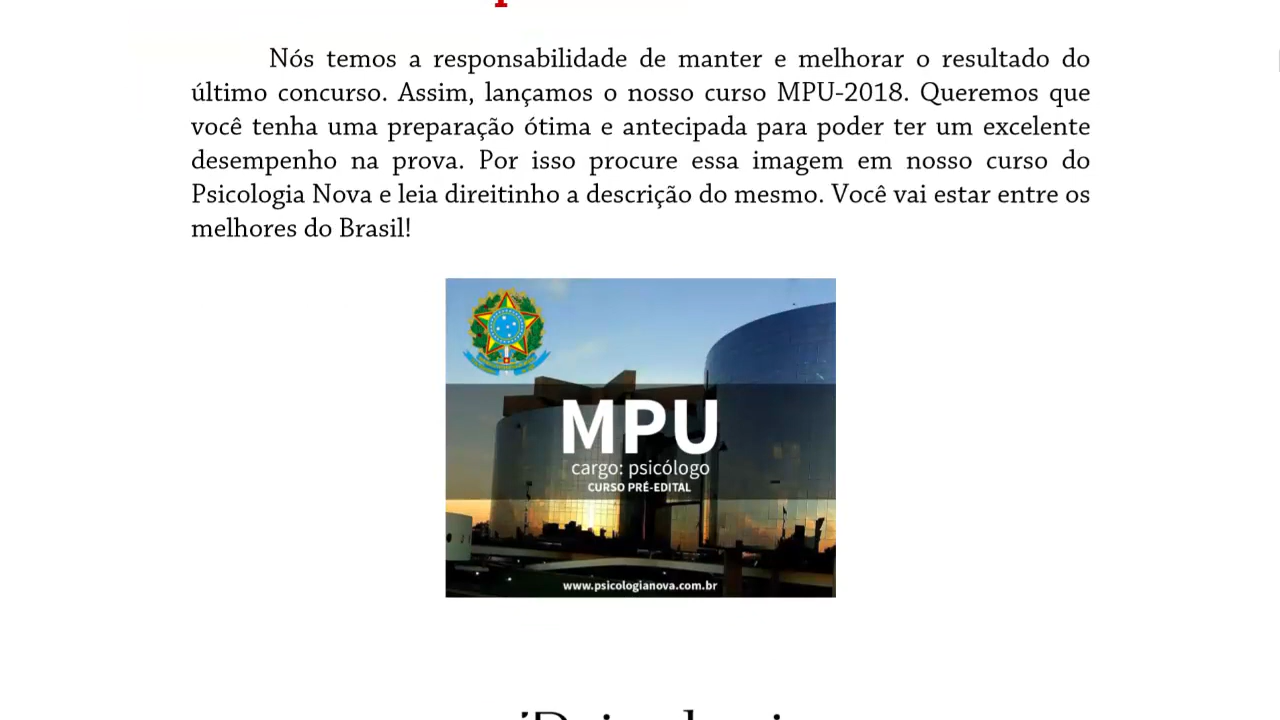 Nós temos a responsabilidade de manter e melhorar o resultado do
último concurso. Assim, lançamos o nosso curso MPU-2018. Queremos que
você tenha uma preparação ótima e antecipada para poder ter um excelente
desempenho na prova. Por isso procure essa imagem em nosso curso do
Psicologia Nova e leia direitinho a descrição do mesmo. Você vai estar entre os
melhores do Brasil!
MPU
cargo: psicólogo
CURSO PRÉ-EDITAL
www.psicologianova.com.br